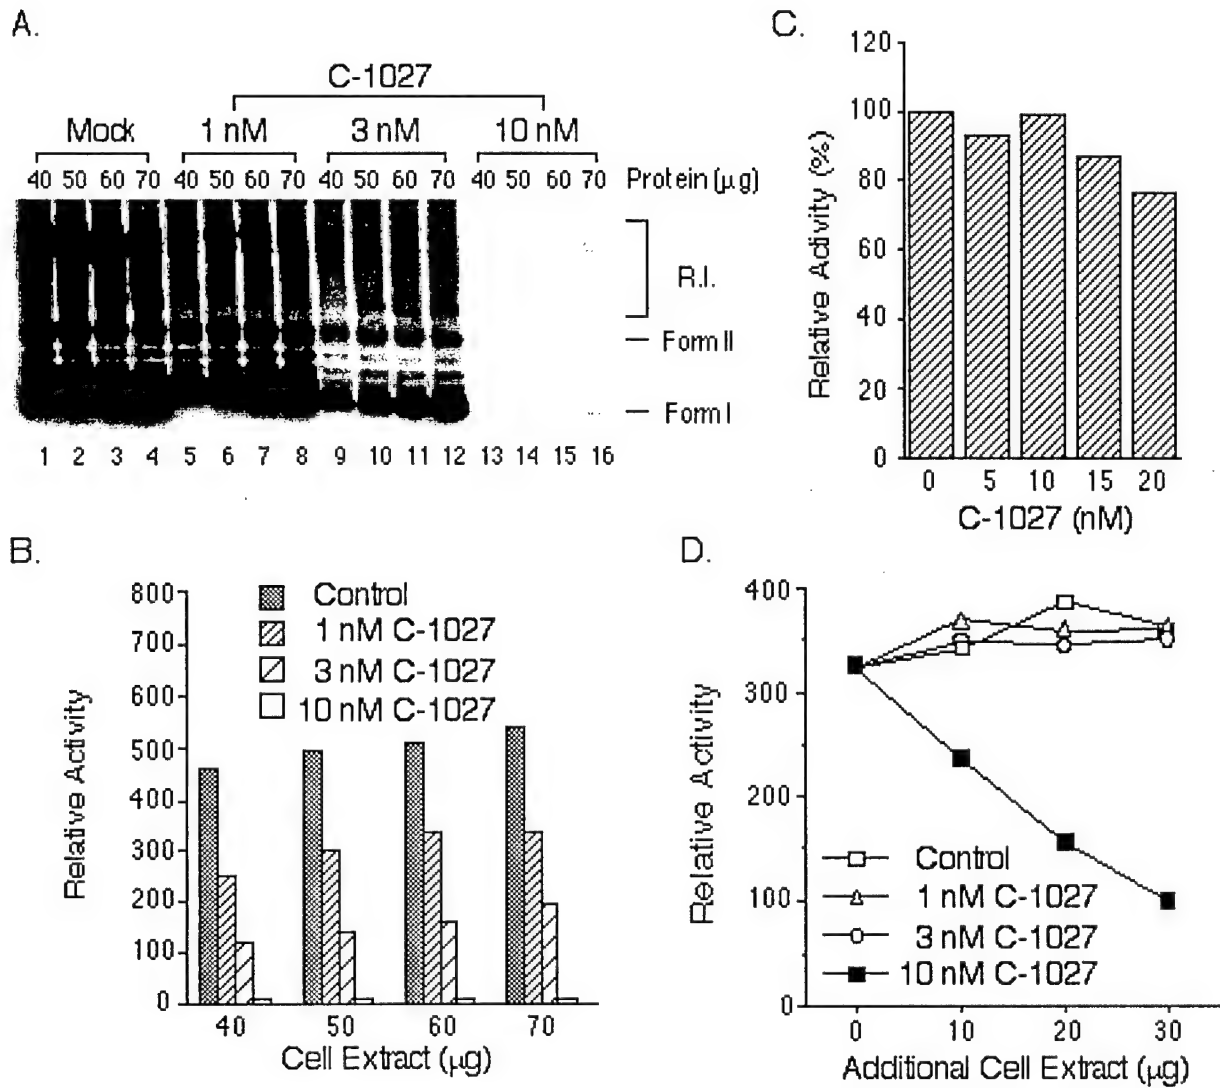 A.
C-1027
Mock 1 nM 3 nM 10 nM
40 50 60 70 40 50 60 70 40 50 60 70 40 50 60 70 Protein (μg)
R.I.
Form II
Form I
1 2 3 4 5 6 7 8 9 10 11 12 13 14 15 16
C.
Relative Activity (%)
120
100
80
60
40
20
0
0 5 10 15 20
C-1027 (nM)
B.
Relative Activity
800
700
600
500
400
300
200
100
0
Control
1 nM C-1027
3 nM C-1027
10 nM C-1027
40 50 60 70
Cell Extract (μg)
D.
Relative Activity
400
300
200
100
0
Control
1 nM C-1027
3 nM C-1027
10 nM C-1027
0 10 20 30
Additional Cell Extract (μg)